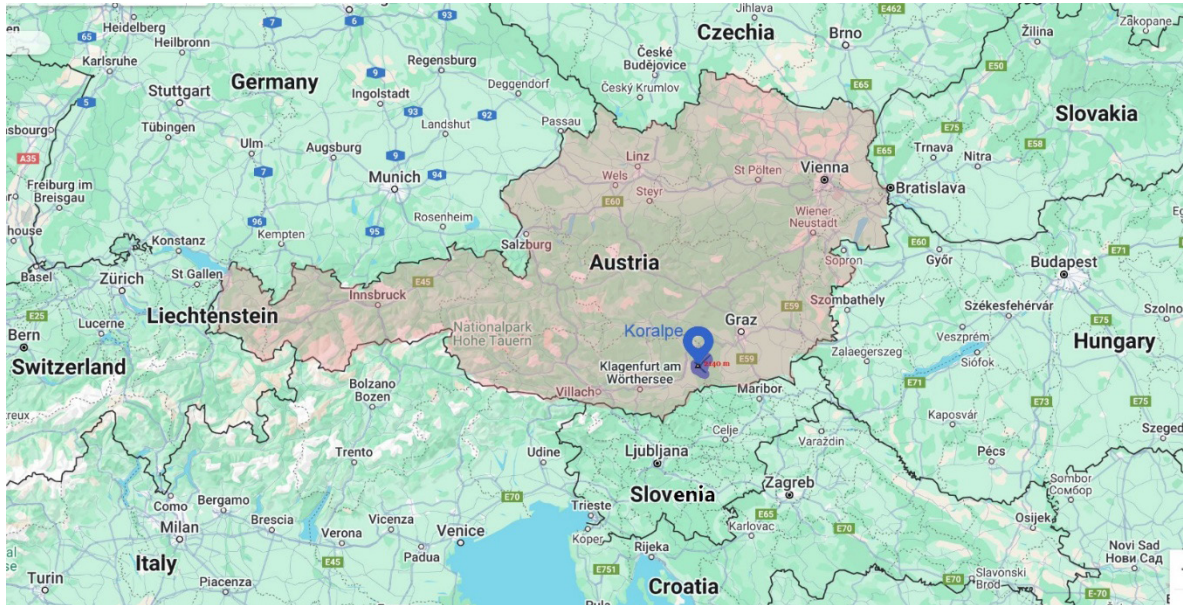 Heidelberg
Heilbronn
Karlsruhe
Stuttgart
Tübingen
Freiburg im
Breisgau
Basel
Germany
Regensburg
Ingolstadt
Deggendorf
Landshut
Passau
Ulm
Augsburg
Munich
Rosenheim
Kempten
Konstanz
Salzburg
Czechia
Jihlava
Brno
České
Budějovice
Český Krumlov
Zakopane
Žilina
Slovakia
Trnava
Nitra
Bratislava
Linz
Wels
Steyr
St Pölten
Vienna
Wiener
Neustadt
Sopron
Győr
Budapest
Austria
Innsbruck
Nationalpark
Hohe Tauern
Koralpe
Graz
Klagenfurt am
Wörthersee
Villach
Zürich
St Gallen
Liechtenstein
Lucerne
Bern
Switzerland
Szombathely
Székesfehérvár
Szolno
Veszprém
Siófok
Hungary
Zalaegerszeg
Kaposvár
Szeged
Pécs
Bolzano
Bozen
Trento
Udine
Maribor
Celje
Ljubljana
Slovenia
Varaždin
Zagreb
Karlovac
Trieste
Koper
Rijeka
Croatia
Como
Bergamo
Milan
Brescia
Verona
Vicenza
Padua
Venice
Italy
Turin
Piacenza
Sombor
Сомбор
Osijek
Slavonski
Brod
Novi Sad
Нови Сад
65
6
93
7
9
5
A35
93
92
7
9
94
96
95
E462
E50
E65
E75
E58
E65
E60
E45
E60
E71
E75
E59
E59
E25
E75
E71
E73
E75
E70
E65
E70
E45
E751
E70
E70
E-70